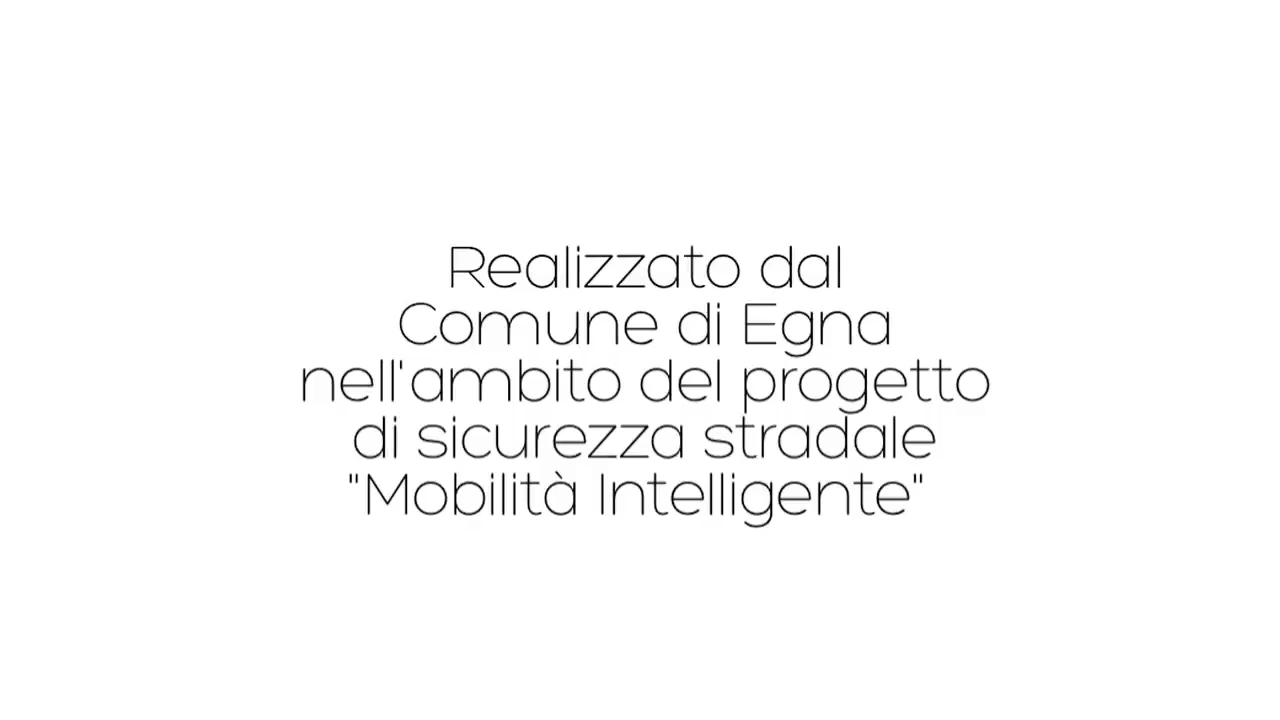 Realizzato dal
Comune di Egna
nell'ambito del progetto
di sicurezza stradale
"Mobilità Intelligente"